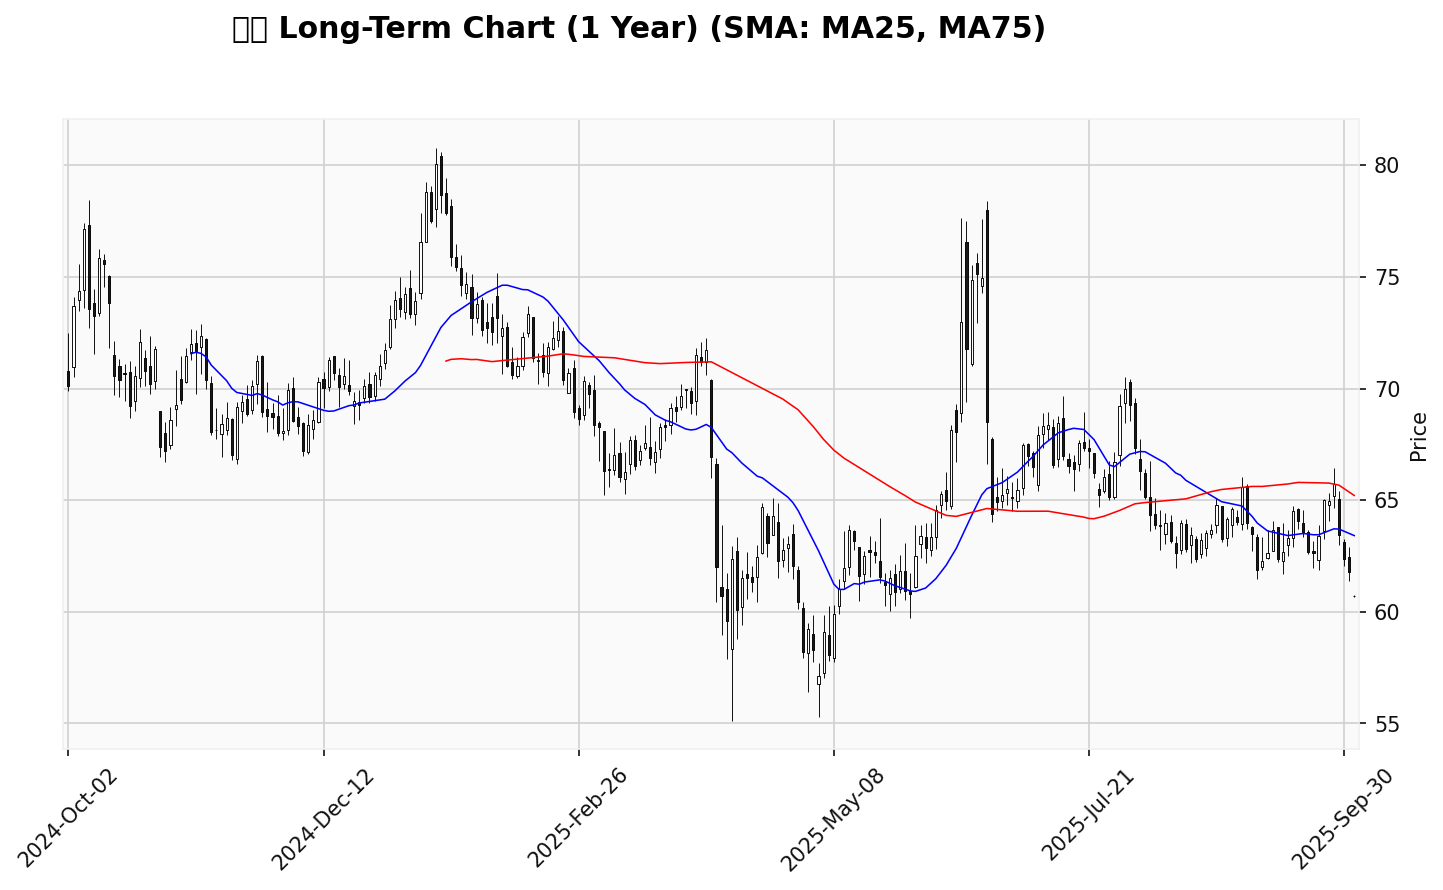 Long-Term Chart (1 Year) (SMA: MA25, MA75)
80
75
70
65
60
55
Price
2024-Oct-02
2024-Dec-12
2025-Feb-26
2025-May-08
2025-Jul-21
2025-Sep-30